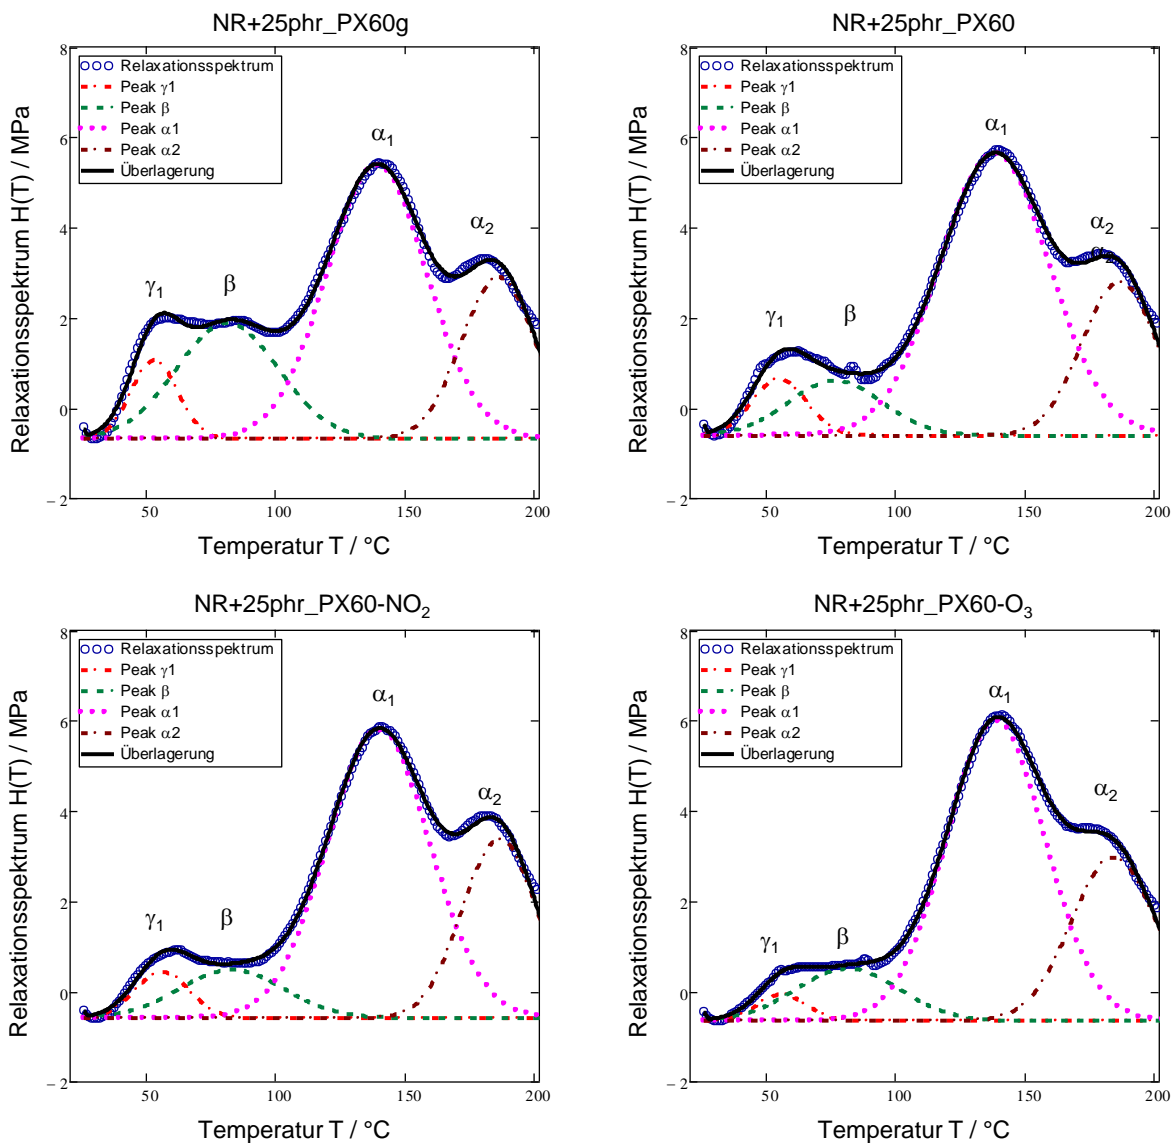 NR+25phr_PX60g
Relaxationsspektrum H(T) / MPa
8
6
4
2
0
−2
Relaxationsspektrum
Peak γ1
Peak β
Peak α1
Peak α2
Überlagerung
γ1
β
α1
α2
50
100
150
200
Temperatur T / °C
NR+25phr_PX60
Relaxationsspektrum H(T) / MPa
8
6
4
2
0
−2
Relaxationsspektrum
Peak γ1
Peak β
Peak α1
Peak α2
Überlagerung
γ1
β
α1
α2
α2
50
100
150
200
Temperatur T / °C
NR+25phr_PX60-NO2
Relaxationsspektrum H(T) / MPa
8
6
4
2
0
−2
Relaxationsspektrum
Peak γ1
Peak β
Peak α1
Peak α2
Überlagerung
γ1
β
α1
α2
50
100
150
200
Temperatur T / °C
NR+25phr_PX60-O3
Relaxationsspektrum H(T) / MPa
8
6
4
2
0
−2
Relaxationsspektrum
Peak γ1
Peak β
Peak α1
Peak α2
Überlagerung
γ1
β
α1
α2
50
100
150
200
Temperatur T / °C